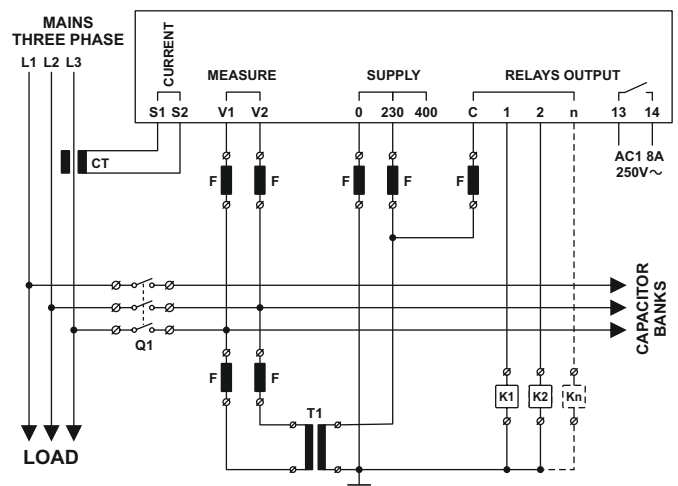 MAINS
THREE PHASE
L1 L2 L3
CURRENT
MEASURE
SUPPLY
RELAYS OUTPUT
S1 S2
V1
V2
0
230
400
C
1
2
n
13
14
CT
AC1 8A
250V~
F
F
F
F
F
Q1
CAPACITOR
BANKS
F
F
T1
K1
K2
Kn
LOAD